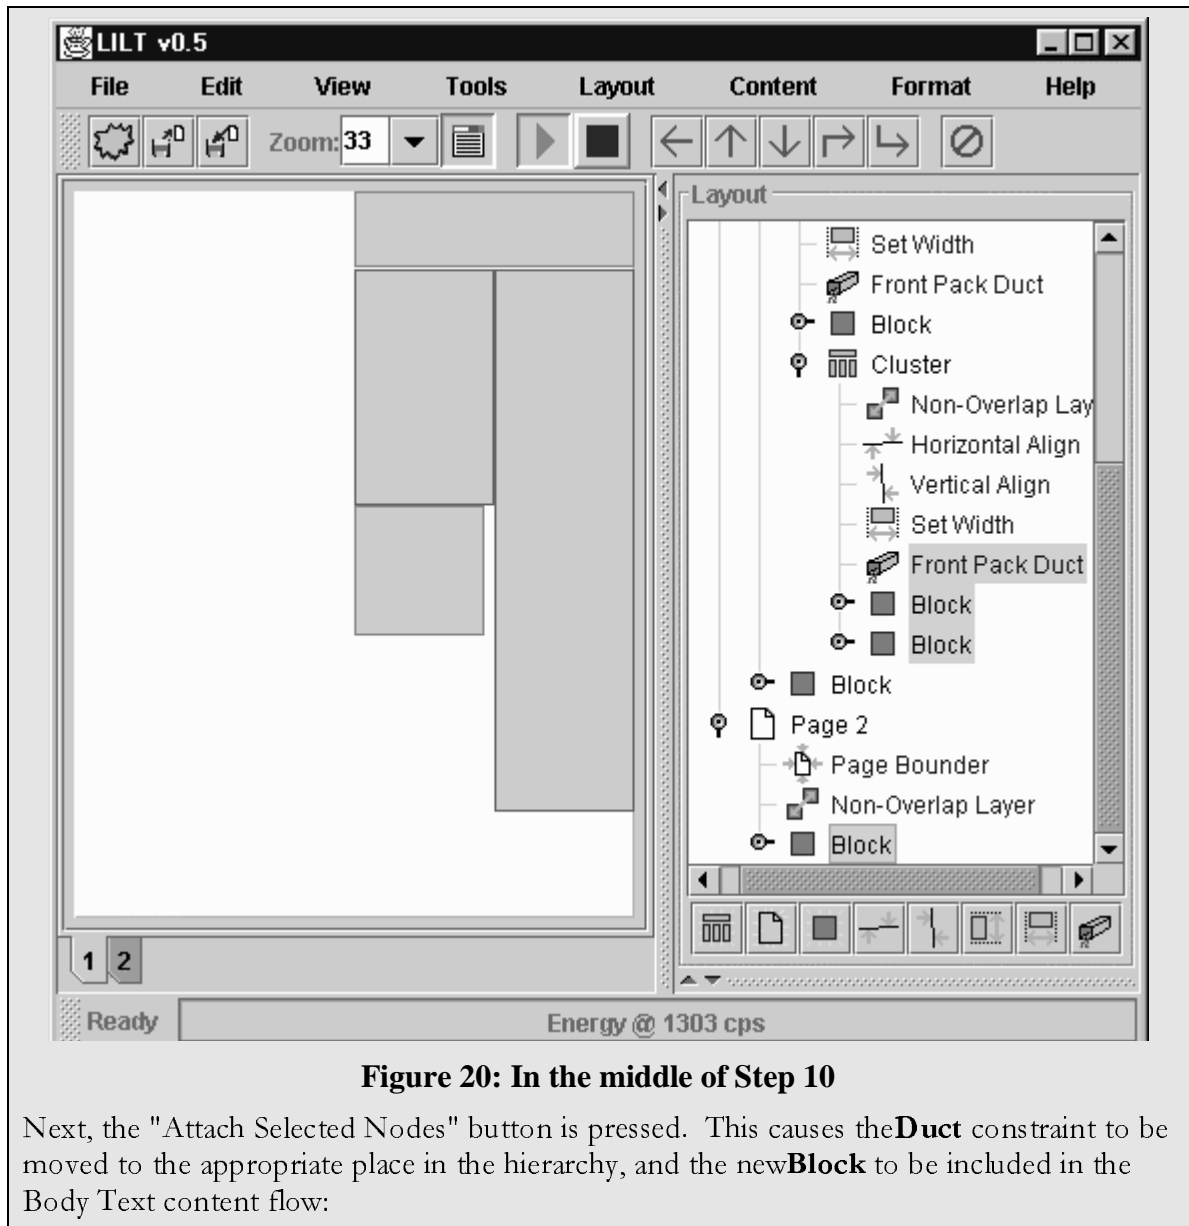 LILT v0.5
File Edit View Tools Layout Content Format Help
Zoom: 33
Layout
Set Width
Front Pack Duct
Block
Cluster
Non-Overlap Lay
Horizontal Align
Vertical Align
Set Width
Front Pack Duct
Block
Block
Block
Page 2
Page Bounder
Non-Overlap Layer
Block
1 2
Ready Energy @ 1303 cps
Figure 20: In the middle of Step 10
Next, the "Attach Selected Nodes" button is pressed. This causes theDuct constraint to be
moved to the appropriate place in the hierarchy, and the newBlock to be included in the
Body Text content flow: